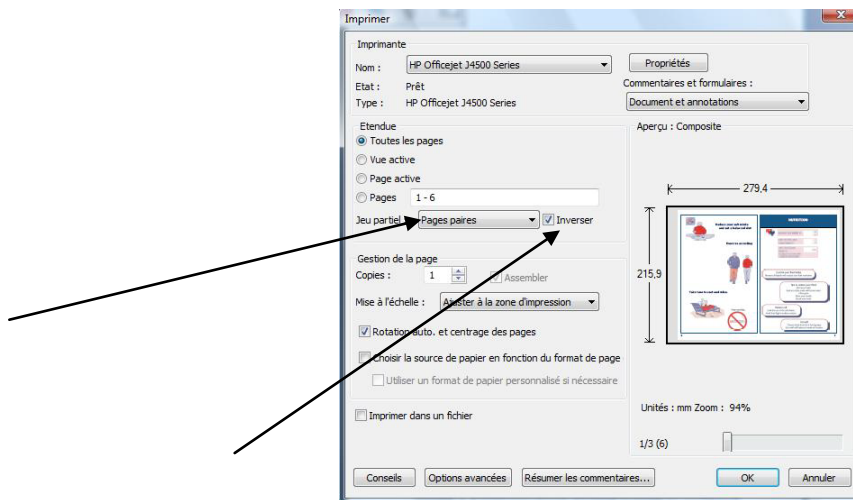 Imprimer
Imprimante
Nom : HP Officejet J4500 Series Propriétés
Etat : Prêt Commentaires et formulaires :
Type : HP Officejet J4500 Series Document et annotations
Etendue Aperçu : Composite
Toutes les pages
Vue active
Page active
Pages 1 - 6
279,4
Jeu partiel Pages paires Inverser
Gestion de la page
Copies : 1 Assembler
215,9
Mise à l'échelle : Ajuster à la zone d'impression
Rotation auto. et centrage des pages
Choisir la source de papier en fonction du format de page
Utiliser un format de papier personnalisé si nécessaire
Unités : mm Zoom : 94%
Imprimer dans un fichier
1/3 (6)
Conseils Options avancées Résumer les commentaires... OK Annuler